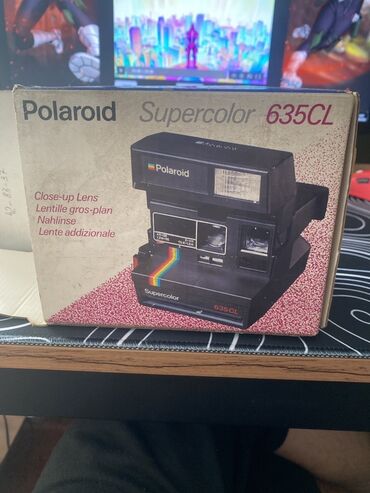 Polaroid Supercolor 635CL
Close-up Lens
Lentille gros-plan
Nahlinse
Lente addizionale
Polaroid
Supercolor
635CL